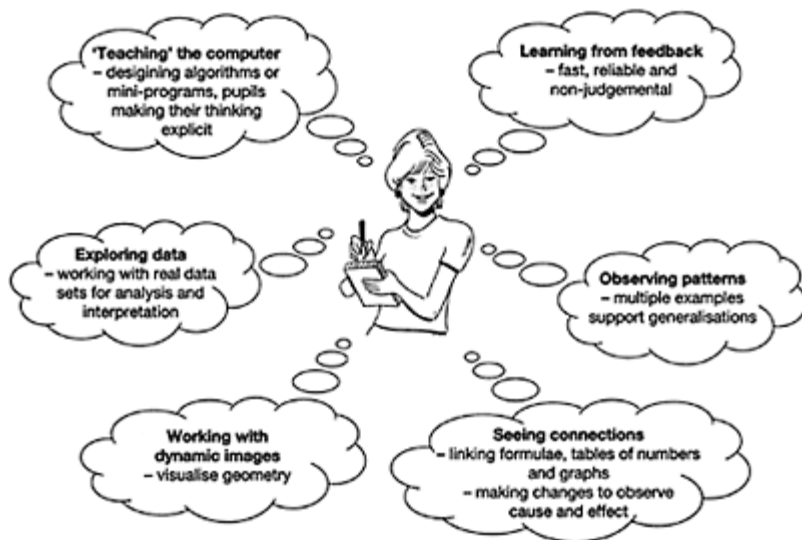 'Teaching' the computer
– designining algorithms or
mini-programs, pupils
making their thinking
explicit
Learning from feedback
– fast, reliable and
non-judgemental
Exploring data
– working with real data
sets for analysis and
interpretation
Observing patterns
– multiple examples
support generalisations
Working with
dynamic images
– visualise geometry
Seeing connections
– linking formulae, tables of numbers
and graphs
– making changes to observe
cause and effect